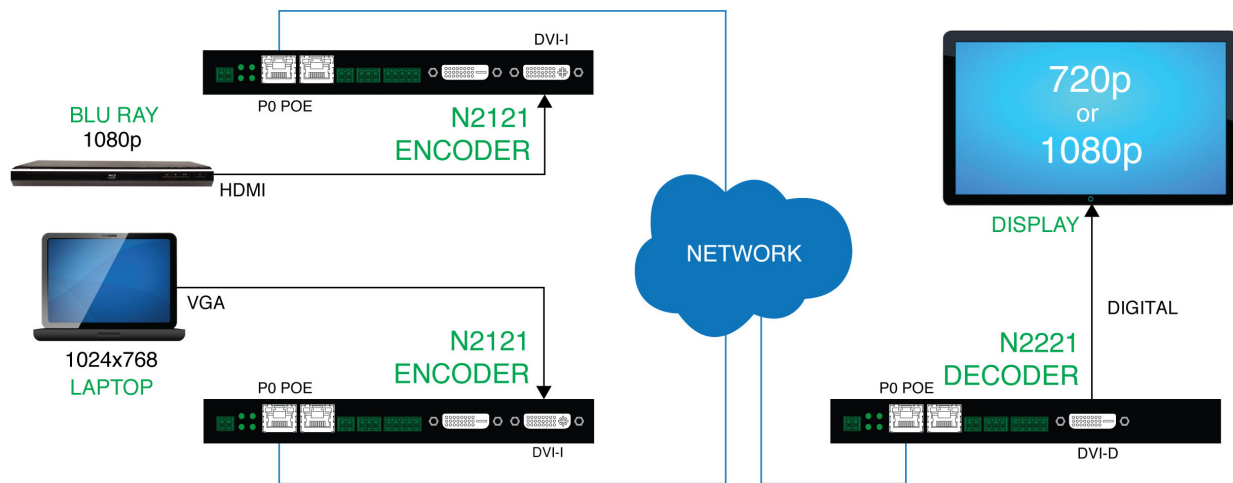 DVI-I
P0 POE
N2121
ENCODER
BLU RAY
1080p
HDMI
VGA
1024x768
LAPTOP
N2121
ENCODER
P0 POE
DVI-I
NETWORK
720p
or
1080p
DISPLAY
DIGITAL
N2221
DECODER
P0 POE
DVI-D